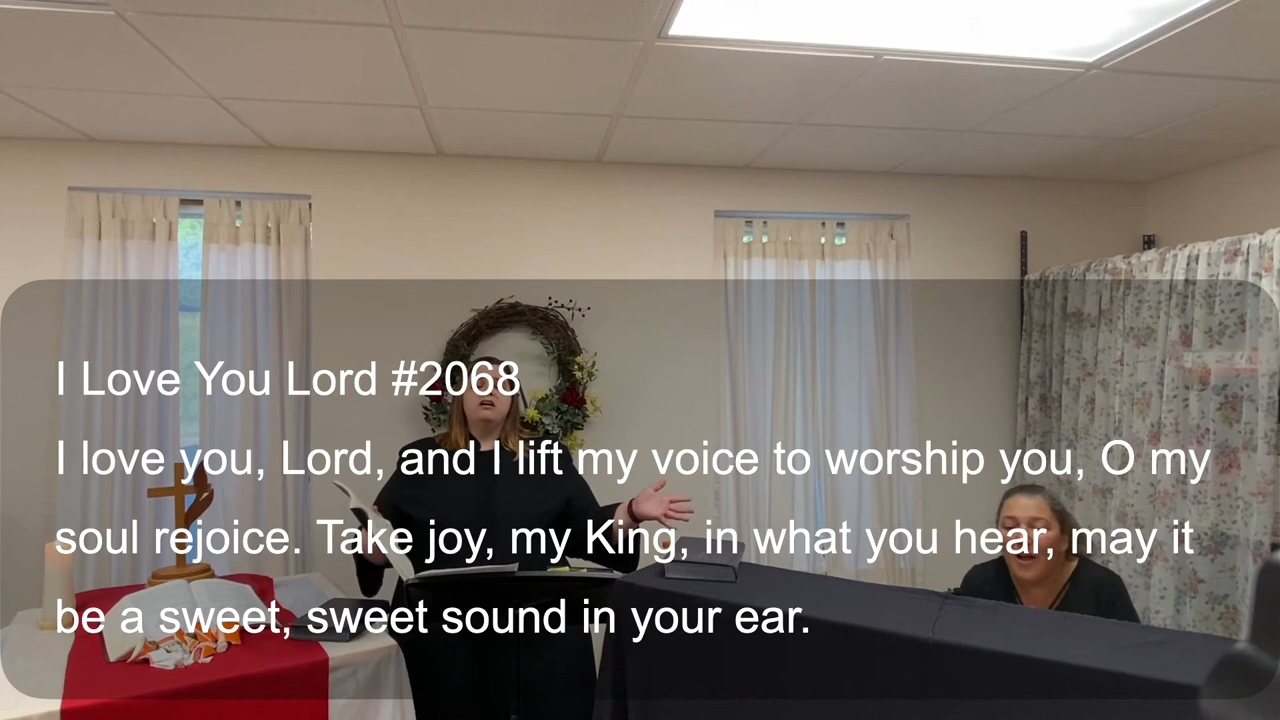 I Love You Lord #2068
I love you, Lord, and I lift my voice to worship you, O my
soul rejoice. Take joy, my King, in what you hear, may it
be a sweet, sweet sound in your ear.